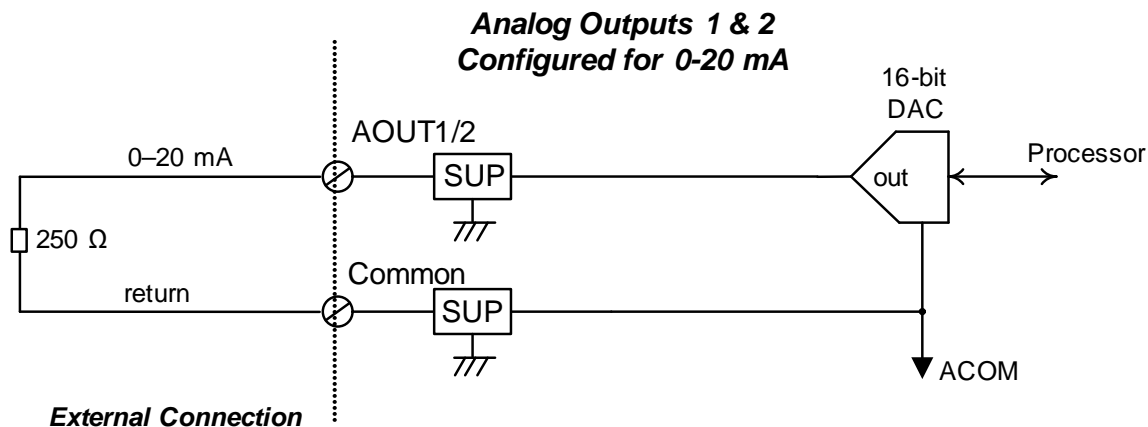 Analog Outputs 1 & 2
Configured for 0-20 mA
16-bit
DAC
AOUT1/2
0–20 mA
SUP
out
Processor
250 Ω
Common
return
SUP
ACOM
External Connection